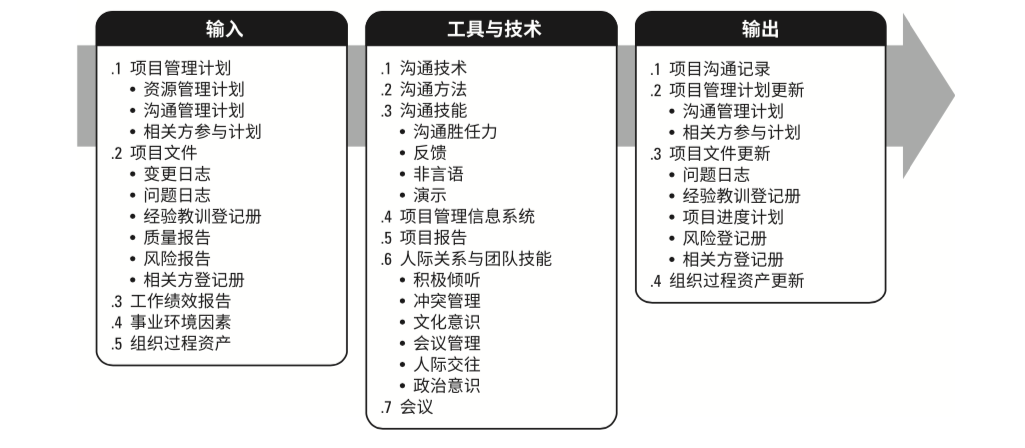 输入
.1 项目管理计划
• 资源管理计划
• 沟通管理计划
• 相关方参与计划
.2 项目文件
• 变更日志
• 问题日志
• 经验教训登记册
• 质量报告
• 风险报告
• 相关方登记册
.3 工作绩效报告
.4 事业环境因素
.5 组织过程资产
工具与技术
.1 沟通技术
.2 沟通方法
.3 沟通技能
• 沟通胜任力
• 反馈
• 非言语
• 演示
.4 项目管理信息系统
.5 项目报告
.6 人际关系与团队技能
• 积极倾听
• 冲突管理
• 文化意识
• 会议管理
• 人际交往
• 政治意识
.7 会议
输出
.1 项目沟通记录
.2 项目管理计划更新
• 沟通管理计划
• 相关方参与计划
.3 项目文件更新
• 问题日志
• 经验教训登记册
• 项目进度计划
• 风险登记册
• 相关方登记册
.4 组织过程资产更新